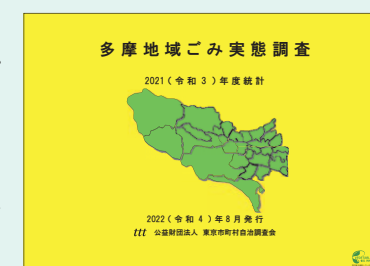 多摩地域ごみ実態調査
2021(令和3)年度統計
2022(令和4)年8月発行
ttt 公益財団法人 東京市町村自治調査会